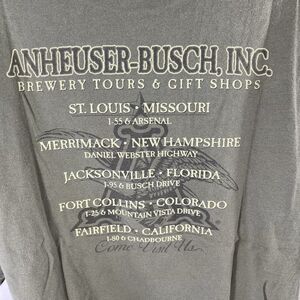 ANHEUSER-BUSCH, INC.
BREWERY TOURS & GIFT SHOPS
ST. LOUIS • MISSOURI
I-55 & ARSENAL
MERRIMACK • NEW HAMPSHIRE
DANIEL WEBSTER HIGHWAY
JACKSONVILLE • FLORIDA
I-95 & BUSCH DRIVE
FORT COLLINS • COLORADO
I-25 & MOUNTAIN VISTA DRIVE
FAIRFIELD • CALIFORNIA
I-80 & CHADBOURNE
Come Visit Us